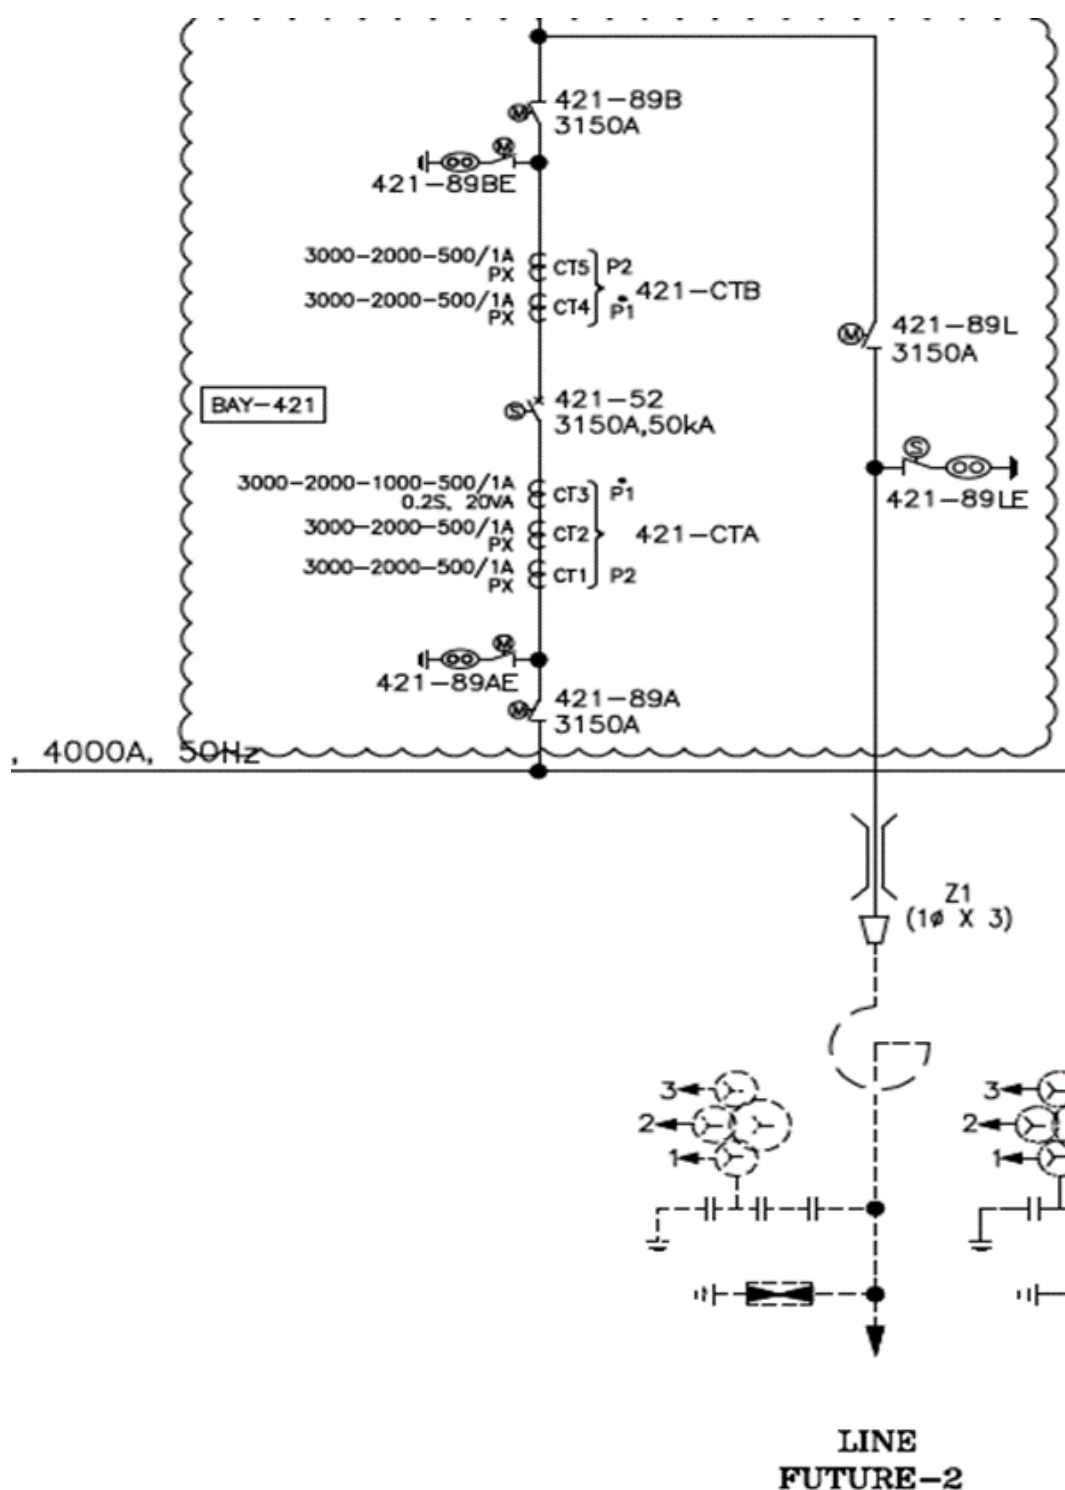 421-89B
3150A
M
M
421-89BE
3000-2000-500/1A
PX
CT5
P2
3000-2000-500/1A
PX
CT4
P1
421-CTB
M
421-89L
3150A
BAY-421
S
421-52
3150A,50kA
S
421-89LE
3000-2000-1000-500/1A
0.2S, 20VA
CT3
P1
3000-2000-500/1A
PX
CT2
421-CTA
3000-2000-500/1A
PX
CT1
P2
M
421-89AE
M
421-89A
3150A
, 4000A, 50Hz
Z1
(1ø X 3)
3
2
1
3
2
1
LINE
FUTURE-2